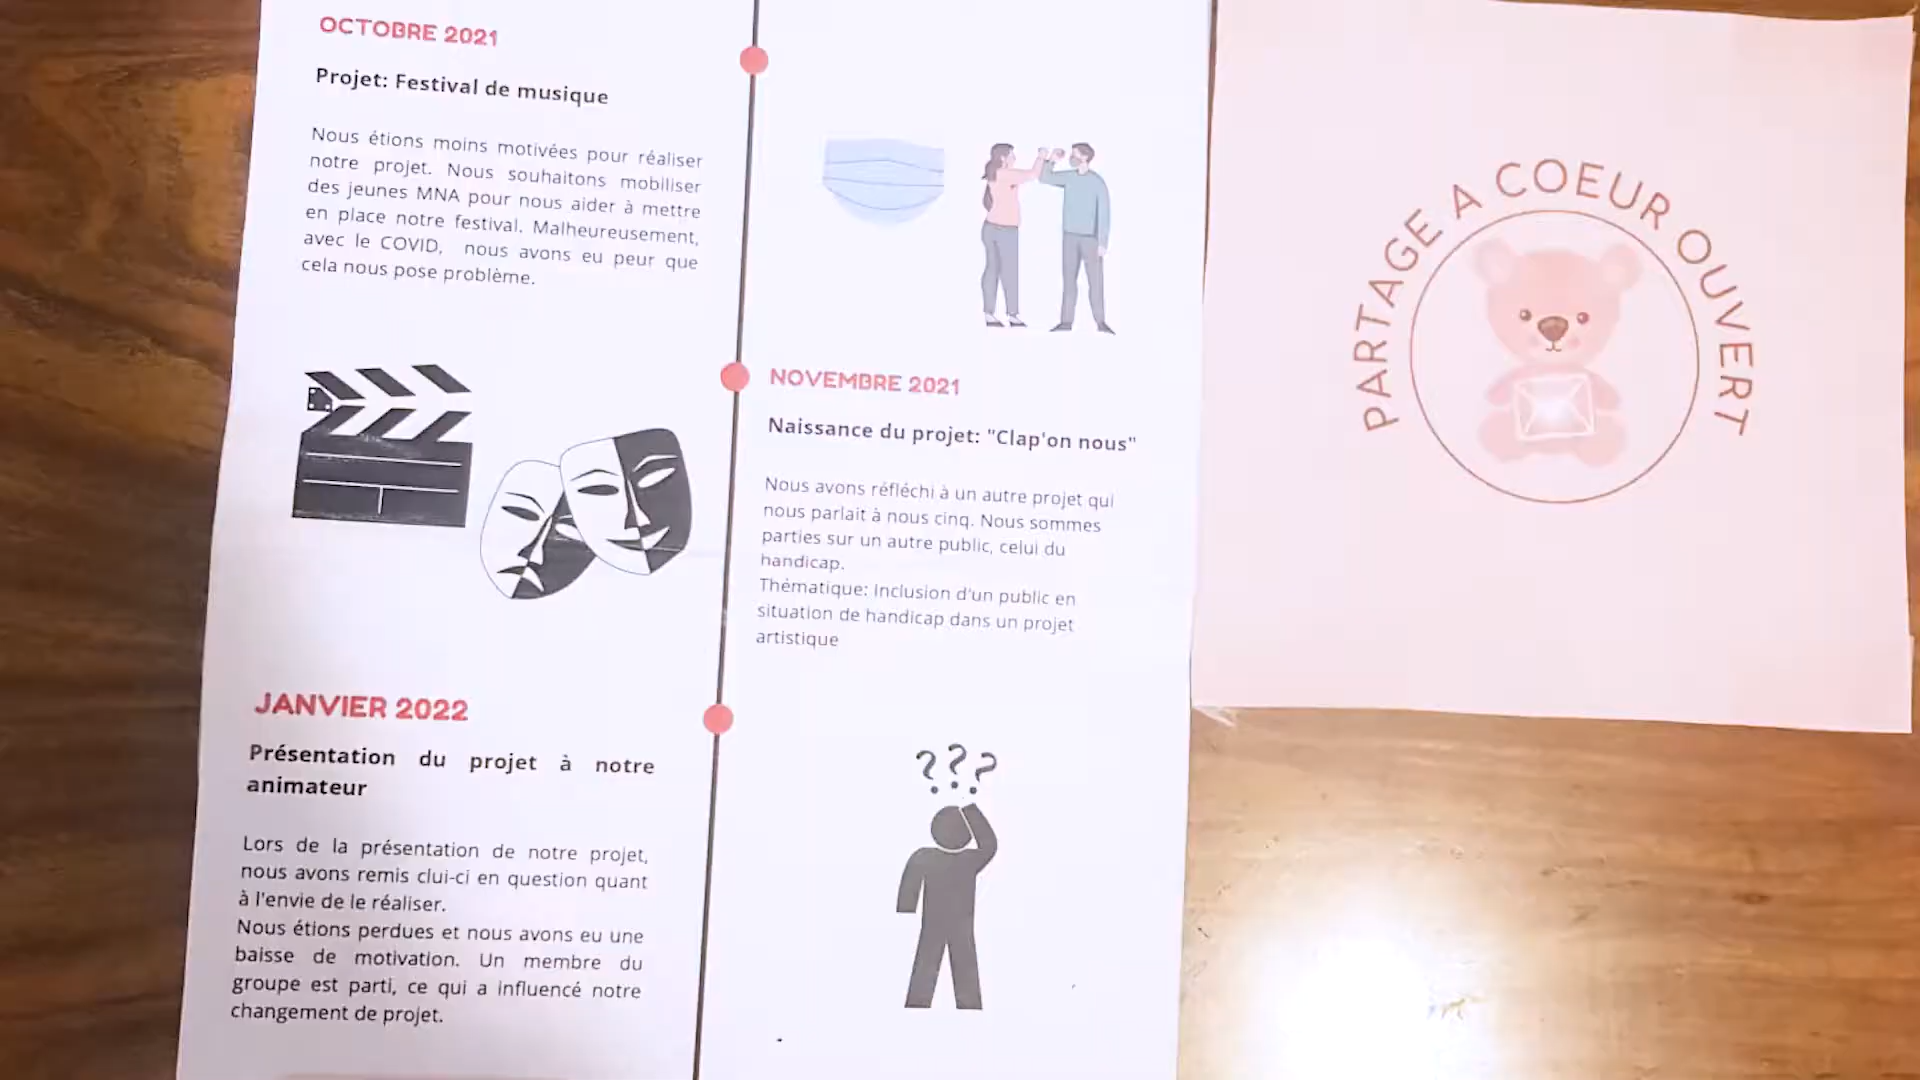 OCTOBRE 2021
Projet: Festival de musique
Nous étions moins motivées pour réaliser
notre projet. Nous souhaitons mobiliser
des jeunes MNA pour nous aider à mettre
en place notre festival. Malheureusement,
avec le COVID, nous avons eu peur que
cela nous pose problème.
NOVEMBRE 2021
Naissance du projet: "Clap'on nous"
Nous avons réfléchi à un autre projet qui
nous parlait à nous cinq. Nous sommes
parties sur un autre public, celui du
handicap.
Thématique: Inclusion d'un public en
situation de handicap dans un projet
artistique
JANVIER 2022
Présentation du projet à notre
animateur
Lors de la présentation de notre projet,
nous avons remis clui-ci en question quant
à l'envie de le réaliser.
Nous étions perdues et nous avons eu une
baisse de motivation. Un membre du
groupe est parti, ce qui a influencé notre
changement de projet.
???
PARTAGE A COEUR OUVERT